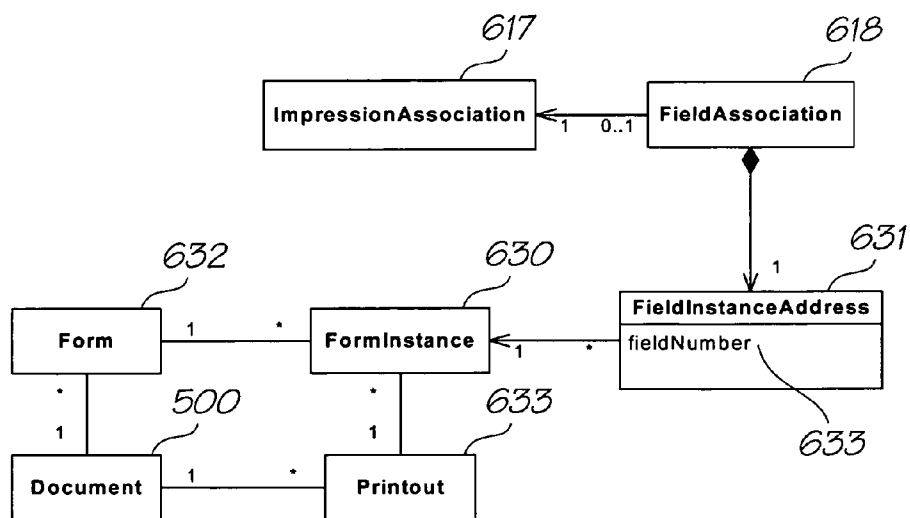 617
618
ImpressionAssociation
1
0..1
FieldAssociation
632
630
631
1
Form
1
*
FormInstance
1
*
FieldInstanceAddress
fieldNumber
*
1
500
*
1
633
633
Document
1
*
Printout